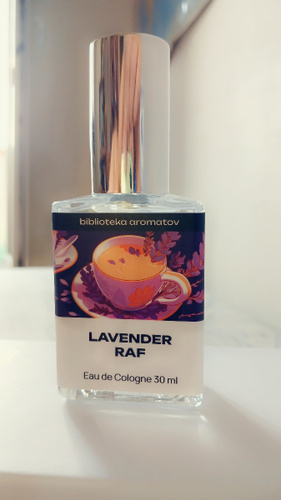 biblioteka aromatov
LAVENDER
RAF
Eau de Cologne 30 ml